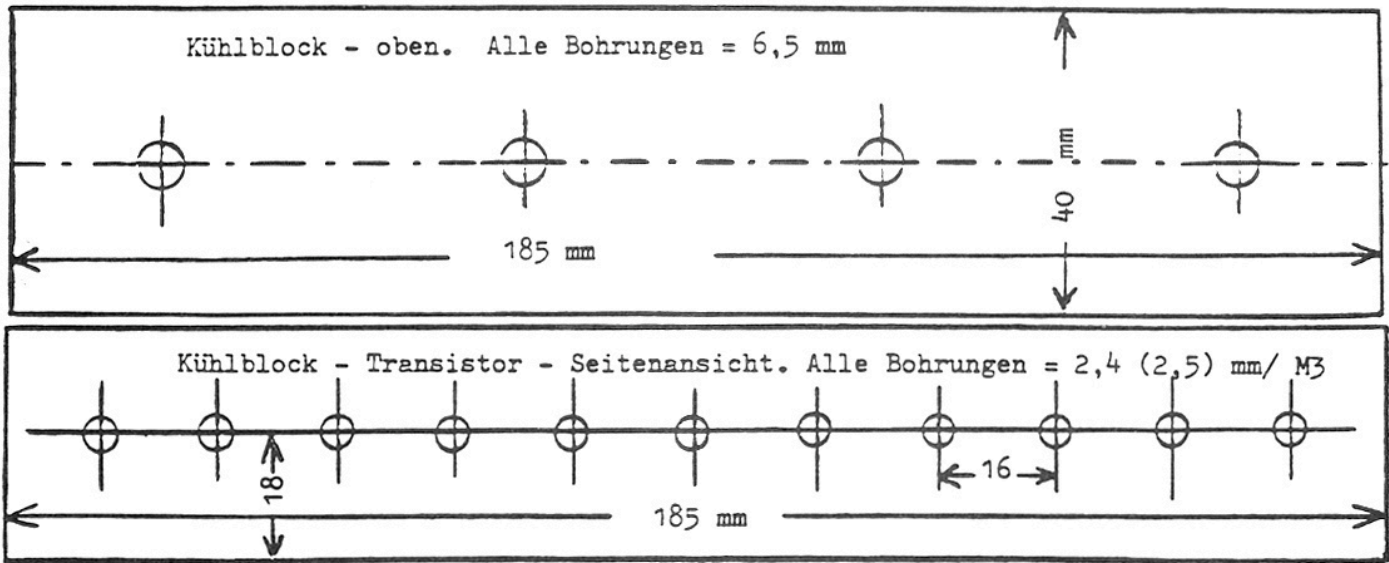 Kühlblock - oben. Alle Bohrungen = 6,5 mm
40 mm
185 mm
Kühlblock - Transistor - Seitenansicht. Alle Bohrungen = 2,4 (2,5) mm/ M3
18
16
185 mm